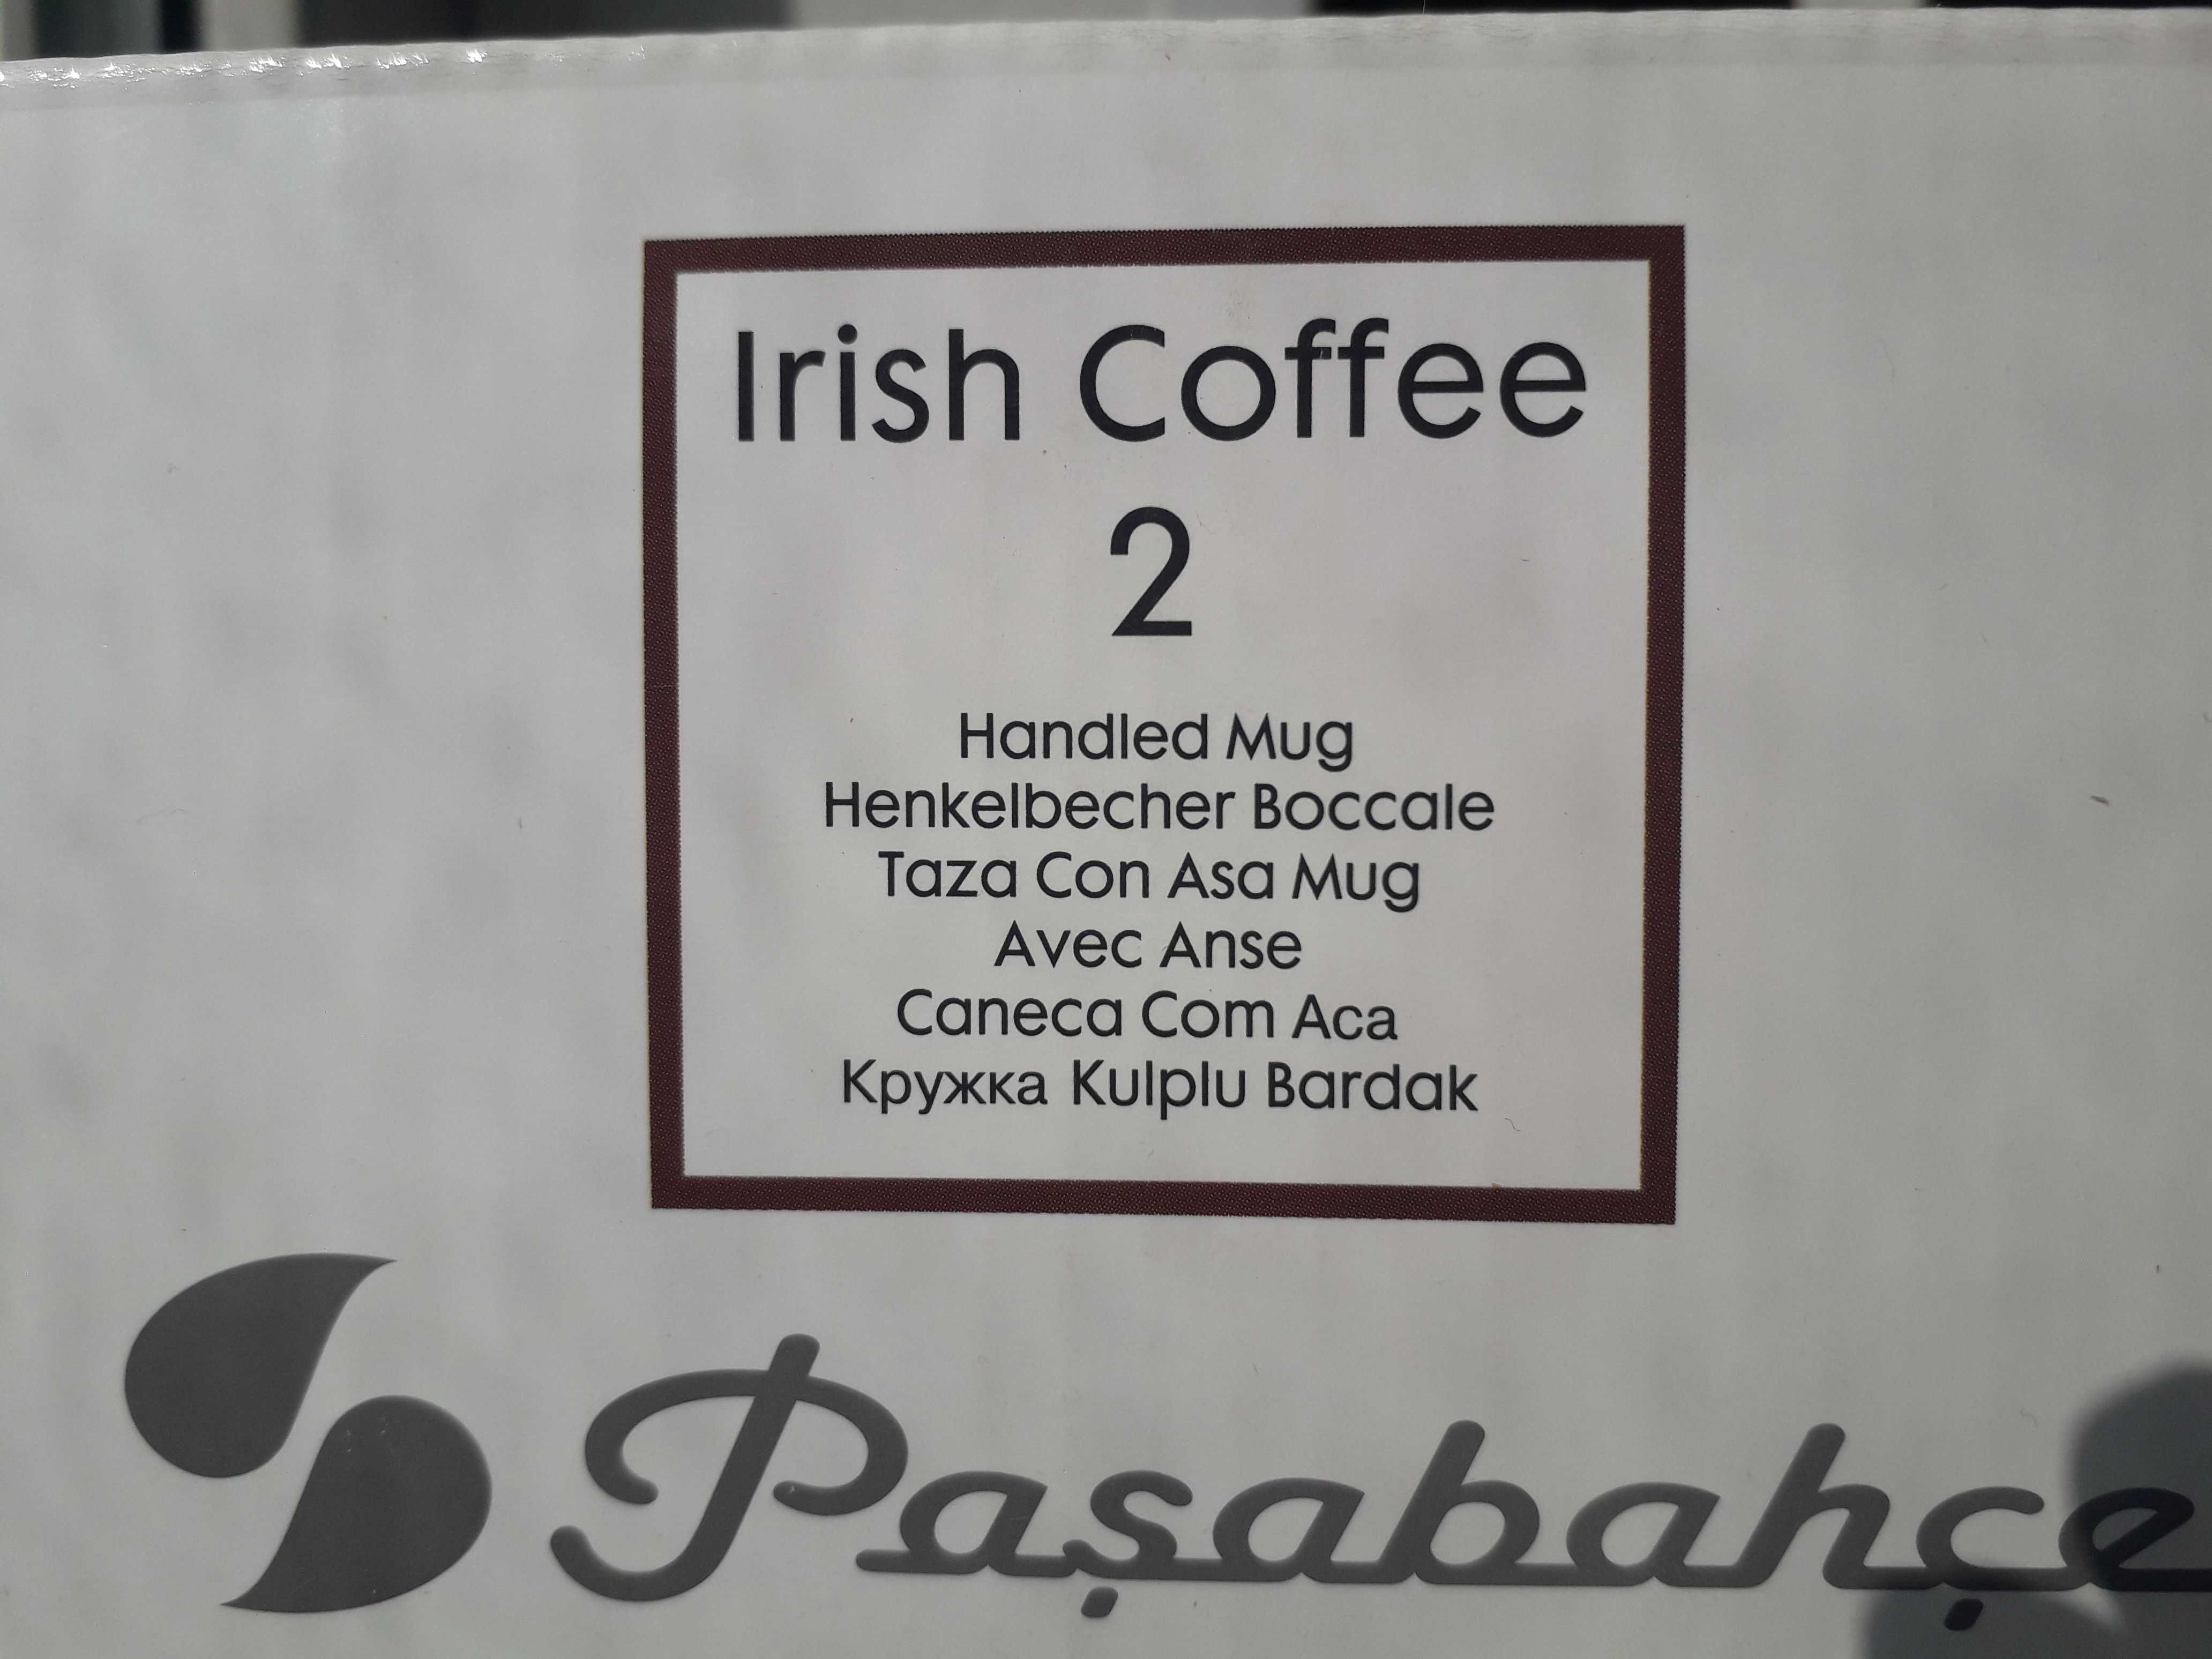 Irish Coffee
2
Handled Mug
Henkelbecher Boccale
Taza Con Asa Mug
Avec Anse
Caneca Com Aca
Кружка Kulplu Bardak
Paşabahçe